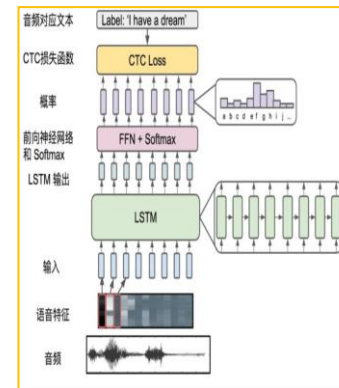 音频对应文本
Label: 'I have a dream'
CTC损失函数
CTC Loss
概率
a b c d e f g h i j ...
前向神经网络
和 Softmax
FFN + Softmax
LSTM 输出
LSTM
输入
语音特征
音频